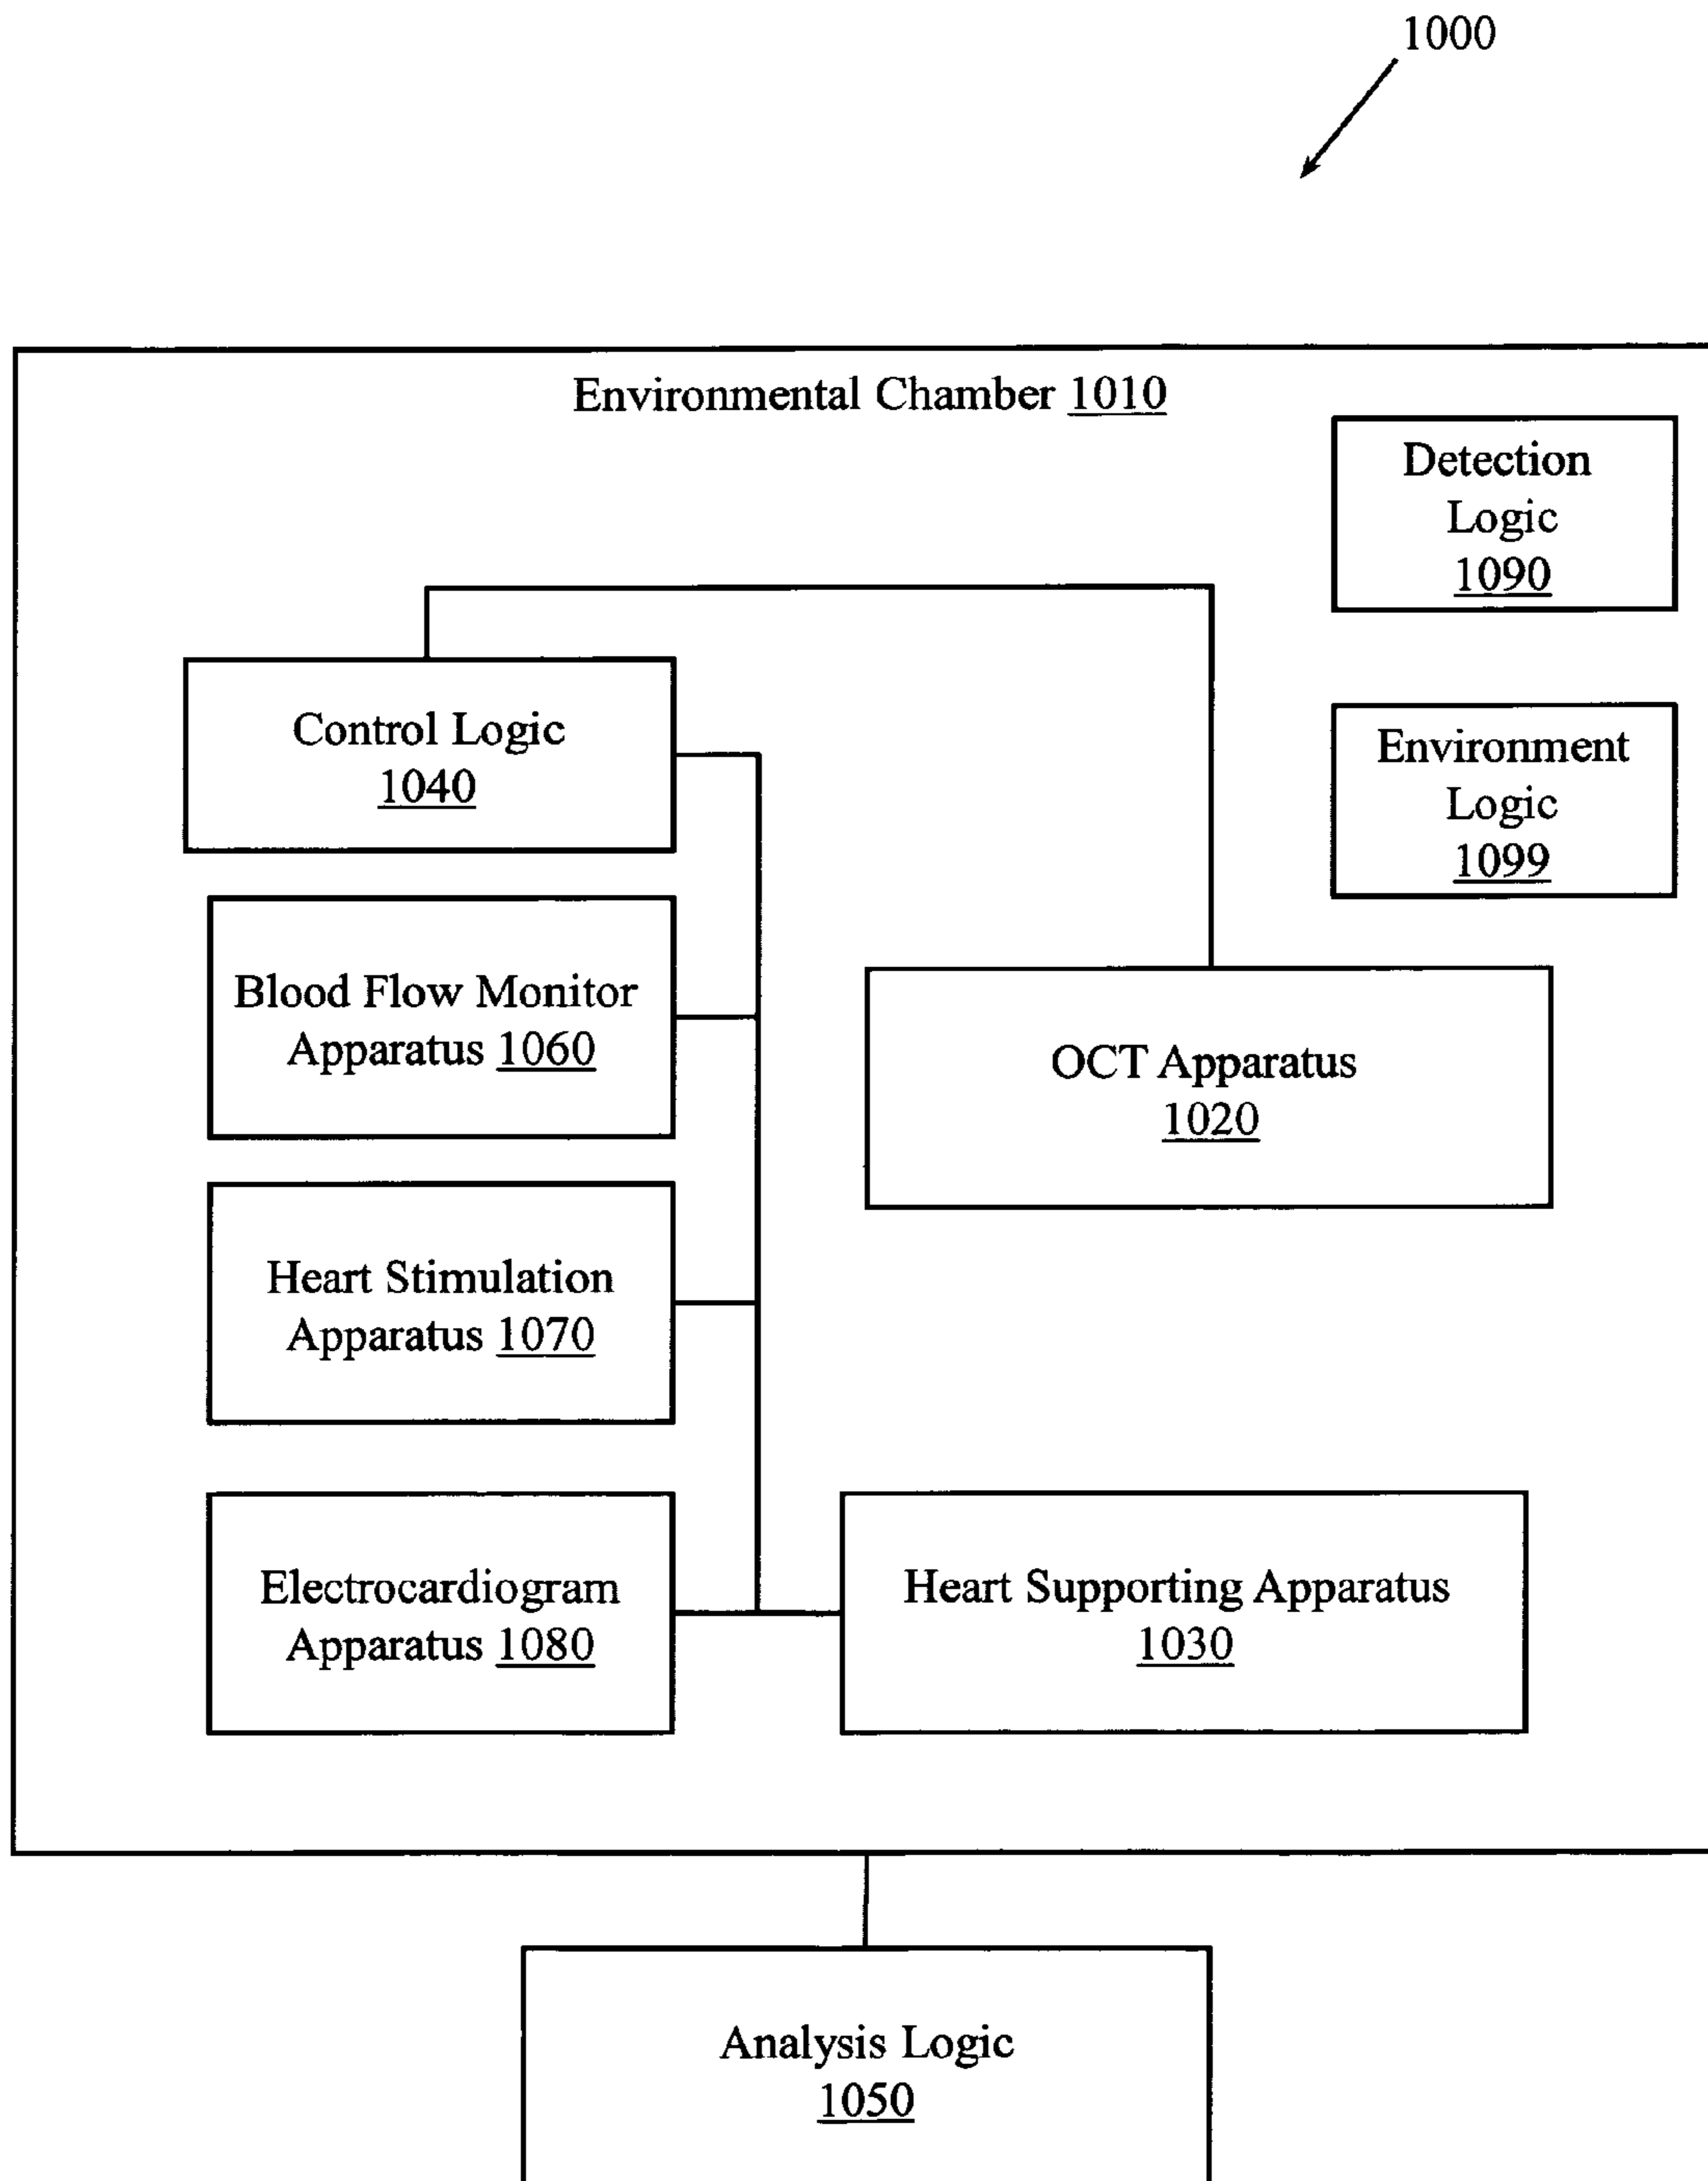 1000
Environmental Chamber 1010
Detection
Logic
1090
Control Logic
1040
Environment
Logic
1099
Blood Flow Monitor
Apparatus 1060
OCT Apparatus
1020
Heart Stimulation
Apparatus 1070
Electrocardiogram
Apparatus 1080
Heart Supporting Apparatus
1030
Analysis Logic
1050